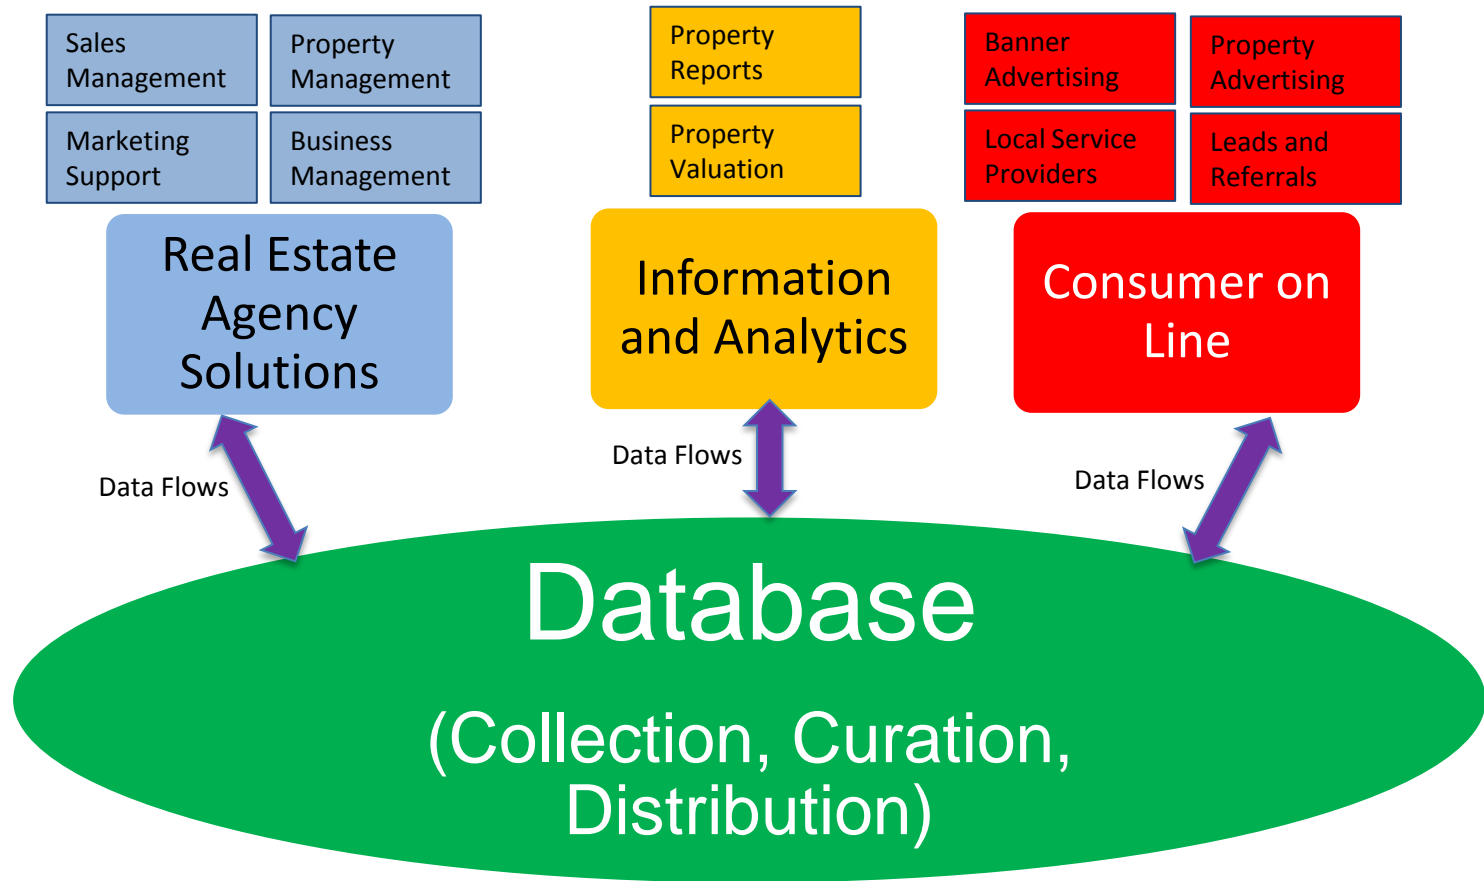 Sales
Management
Property
Management
Marketing
Support
Business
Management
Real Estate
Agency
Solutions
Property
Reports
Property
Valuation
Information
and Analytics
Banner
Advertising
Property
Advertising
Local Service
Providers
Leads and
Referrals
Consumer on
Line
Data Flows
Data Flows
Data Flows
Database
(Collection, Curation,
Distribution)